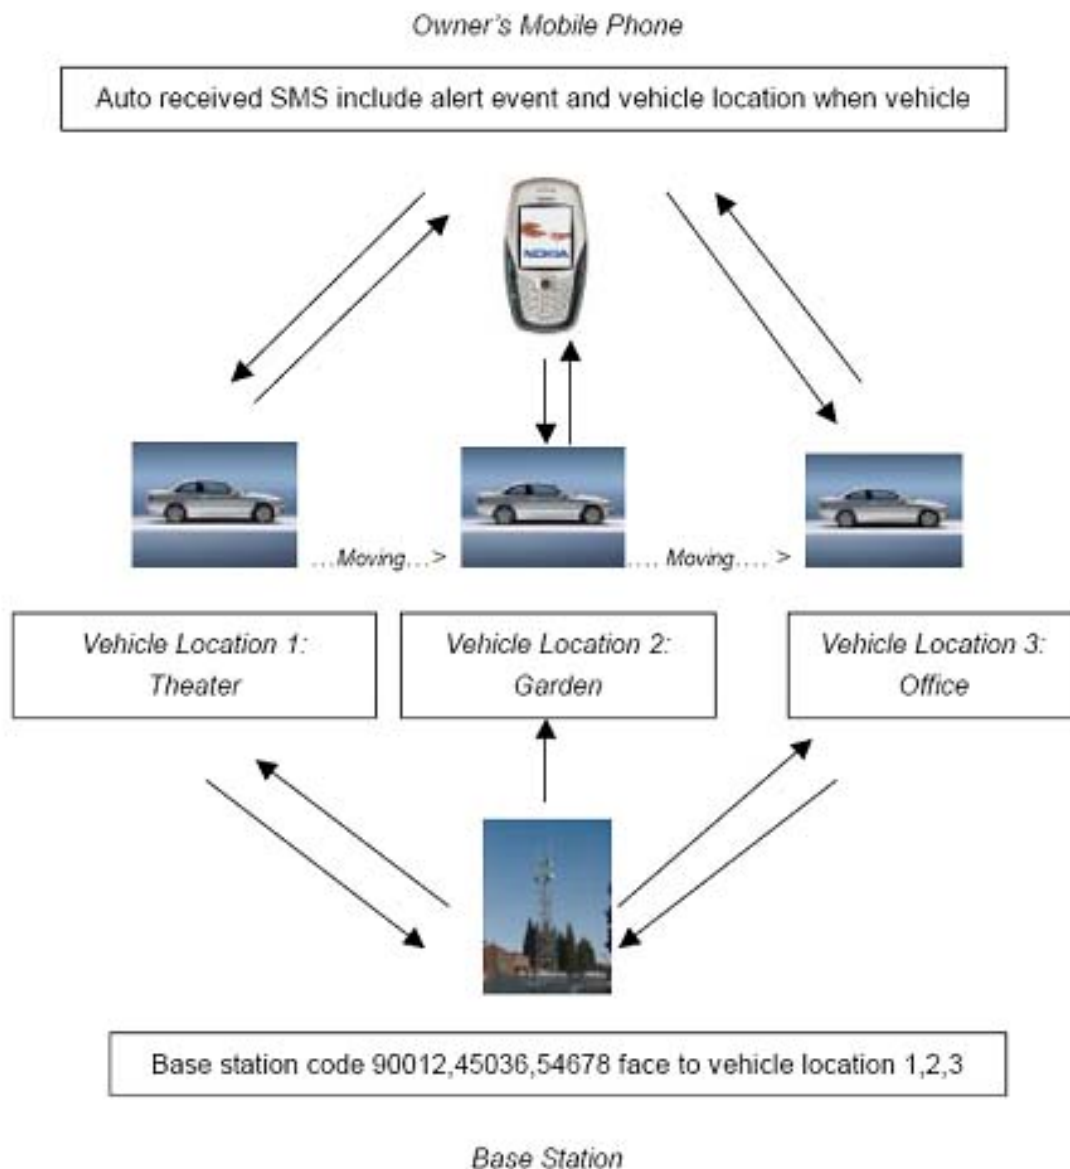 Owner's Mobile Phone
Auto received SMS include alert event and vehicle location when vehicle
NOKIA
...Moving...>
.... Moving.... >
Vehicle Location 1:
Theater
Vehicle Location 2:
Garden
Vehicle Location 3:
Office
Base station code 90012,45036,54678 face to vehicle location 1,2,3
Base Station